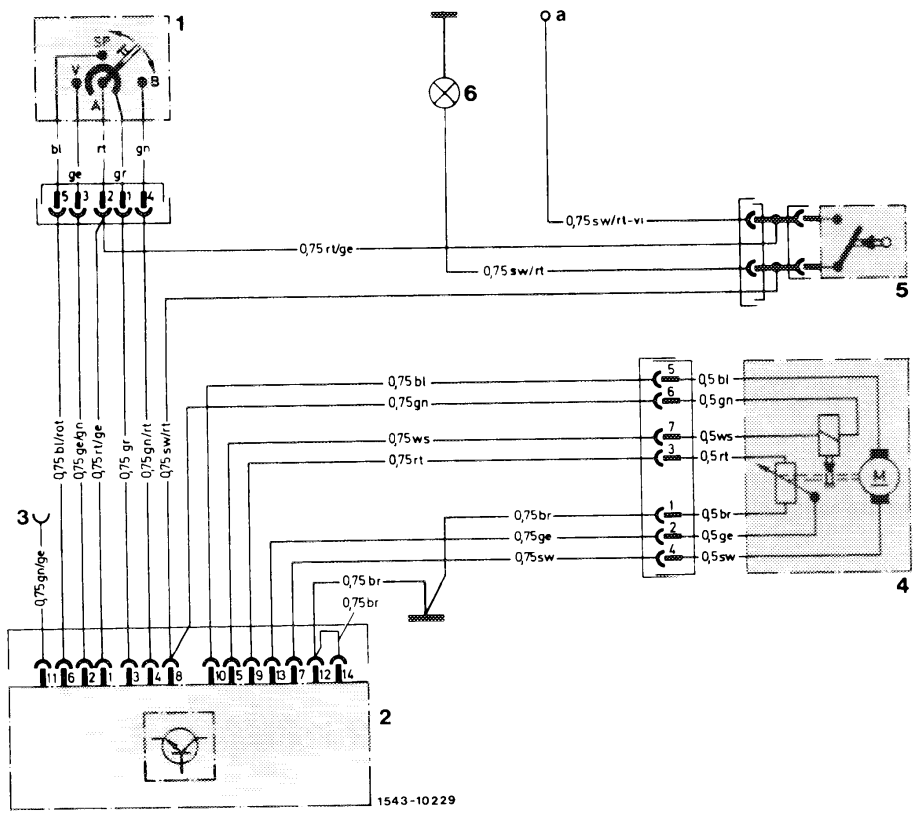 1
SP
V
B
A
bl
rt
gn
ge
gr
5 3 2 1 4
6
a
0,75 sw/rt-vi
0,75 rt/ge
0,75 sw/rt
5
0,75 bl/rot
0,75 ge/gn
0,75 rt/ge
0,75 gr
0,75 gn/rt
0,75 sw/rt
0,75 bl
5
0,5 bl
0,75 gn
6
0,5 gn
0,75 ws
7
0,5 ws
0,75 rt
3
0,5 rt
M
0,75 br
1
0,5 br
0,75 ge
2
0,5 ge
0,75 sw
4
0,5 sw
4
3
0,75 gn/ge
0,75 br
0,75 br
11 6 2 1 3 4 8 10 5 9 13 7 12 14
2
1543-10229